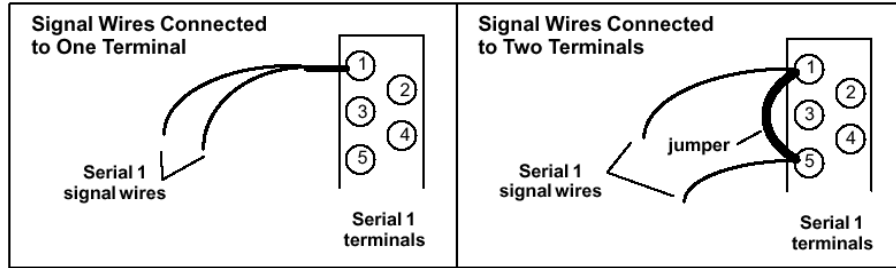 Signal Wires Connected
to One Terminal
1
2
3
4
5
Serial 1
signal wires
Serial 1
terminals
Signal Wires Connected
to Two Terminals
1
2
3
4
5
jumper
Serial 1
signal wires
Serial 1
terminals